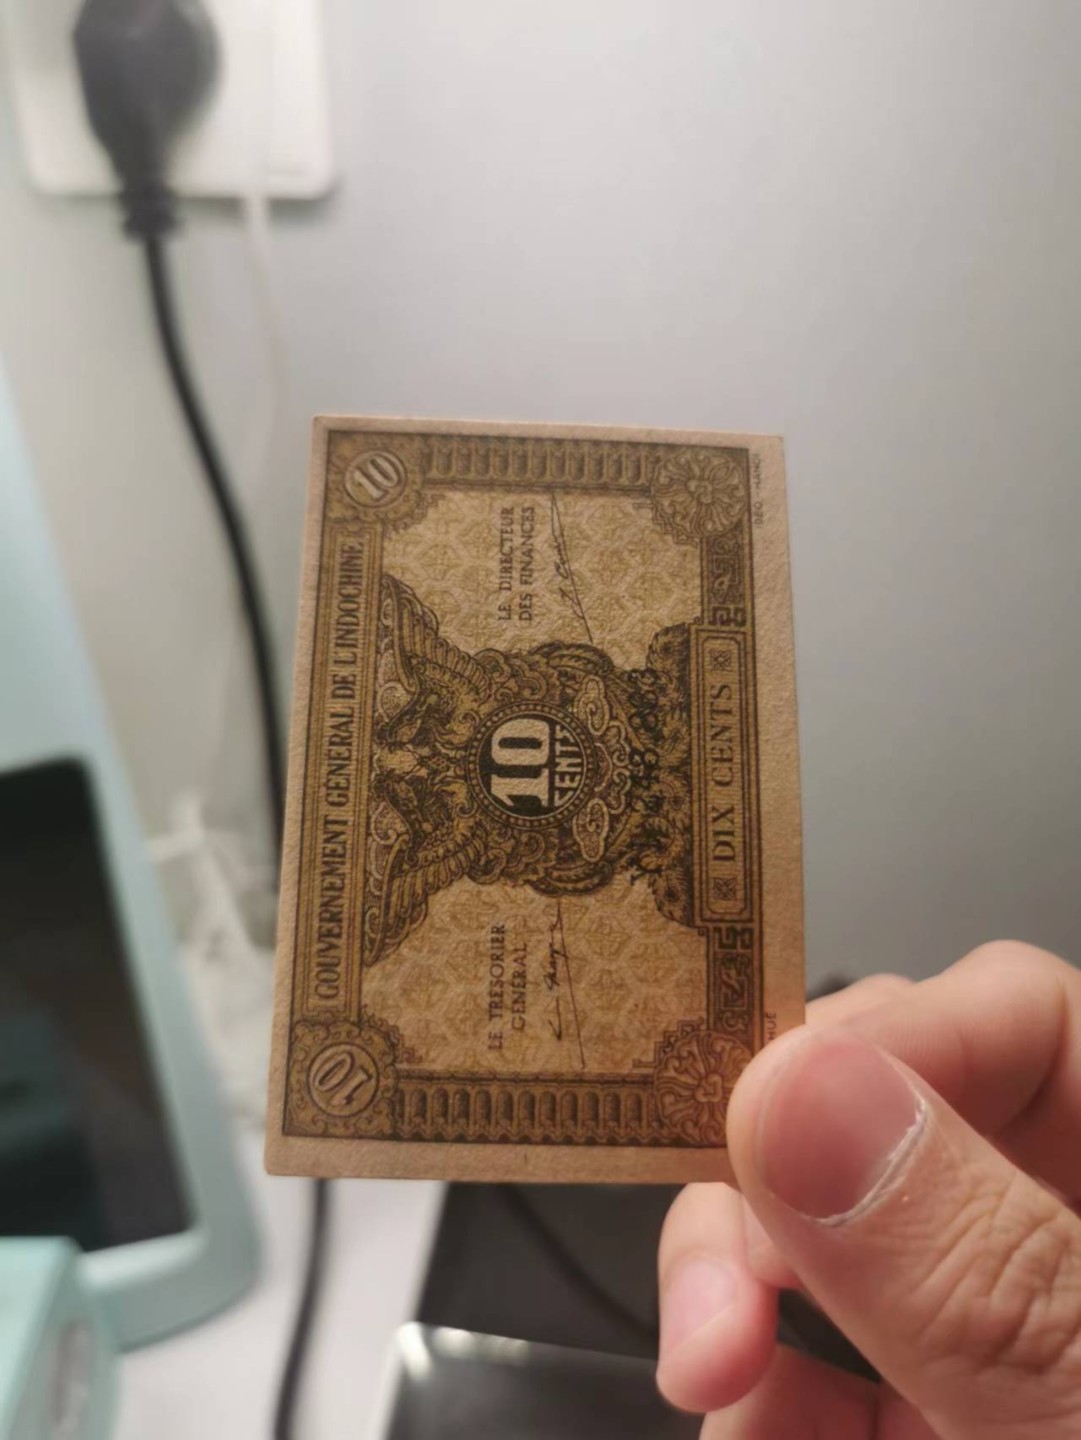 GOUVERNEMENT GENERAL DE L'INDOCHINE
10
10
LE TRESORIER
GENERAL
LE DIRECTEUR
DES FINANCES
10
CENTS
DIX CENTS